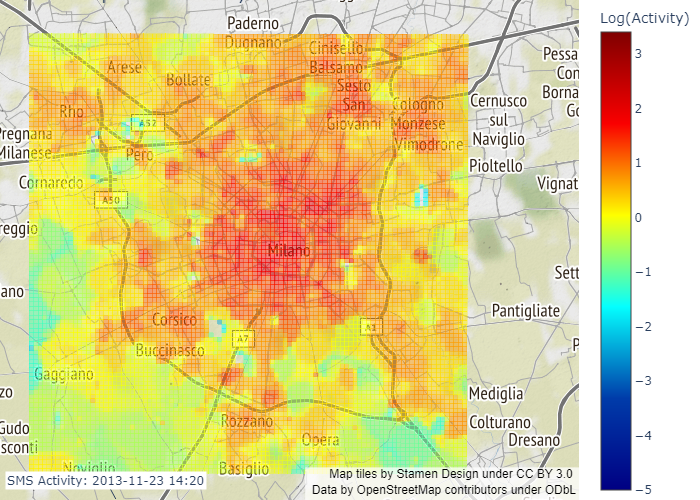 Log(Activity)
3
2
1
0
−1
−2
−3
−4
−5
Paderno
Dugnano
Cinisello
Balsamo
Arese
Bollate
Sesto
San
Giovanni
Rho
Cologno
Monzese
Vimodrone
Cernusco
sul
Naviglio
Pessa
Con
Borna
Go
A52
Pregnana
Milanese
Pero
Pioltello
Cornaredo
Vignat
A50
reggio
Milano
Sett
ano
Pantigliate
Corsico
A1
A7
Buccinasco
P
Gaggiano
zo
Mediglia
Gudo
sconti
Rozzano
Colturano
Dresano
Opera
Noviglio
Basiglio
SMS Activity: 2013-11-23 14:20
Map tiles by Stamen Design under CC BY 3.0
Data by OpenStreetMap contributors under ODbL